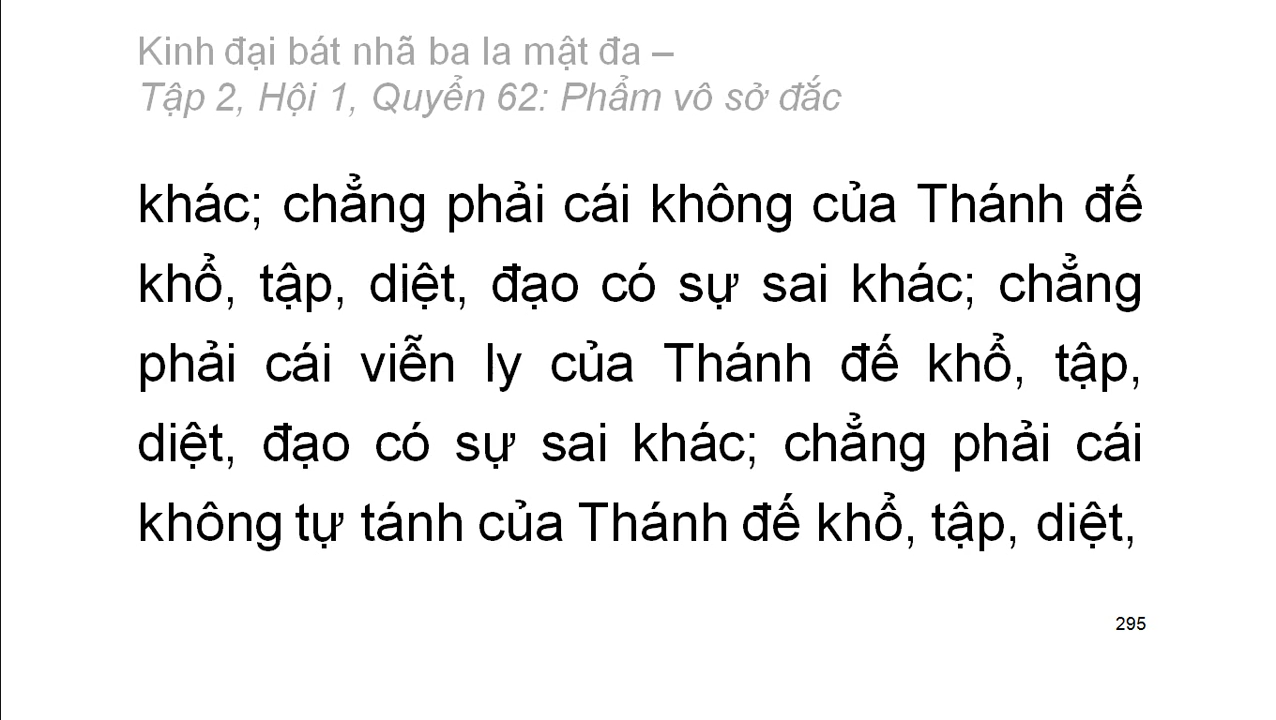 Kinh đại bát nhã ba la mật đa –
Tập 2, Hội 1, Quyển 62: Phẩm vô sở đắc
khác; chẳng phải cái không của Thánh đế
khổ, tập, diệt, đạo có sự sai khác; chẳng
phải cái viễn ly của Thánh đế khổ, tập,
diệt, đạo có sự sai khác; chẳng phải cái
không tự tánh của Thánh đế khổ, tập, diệt,
295